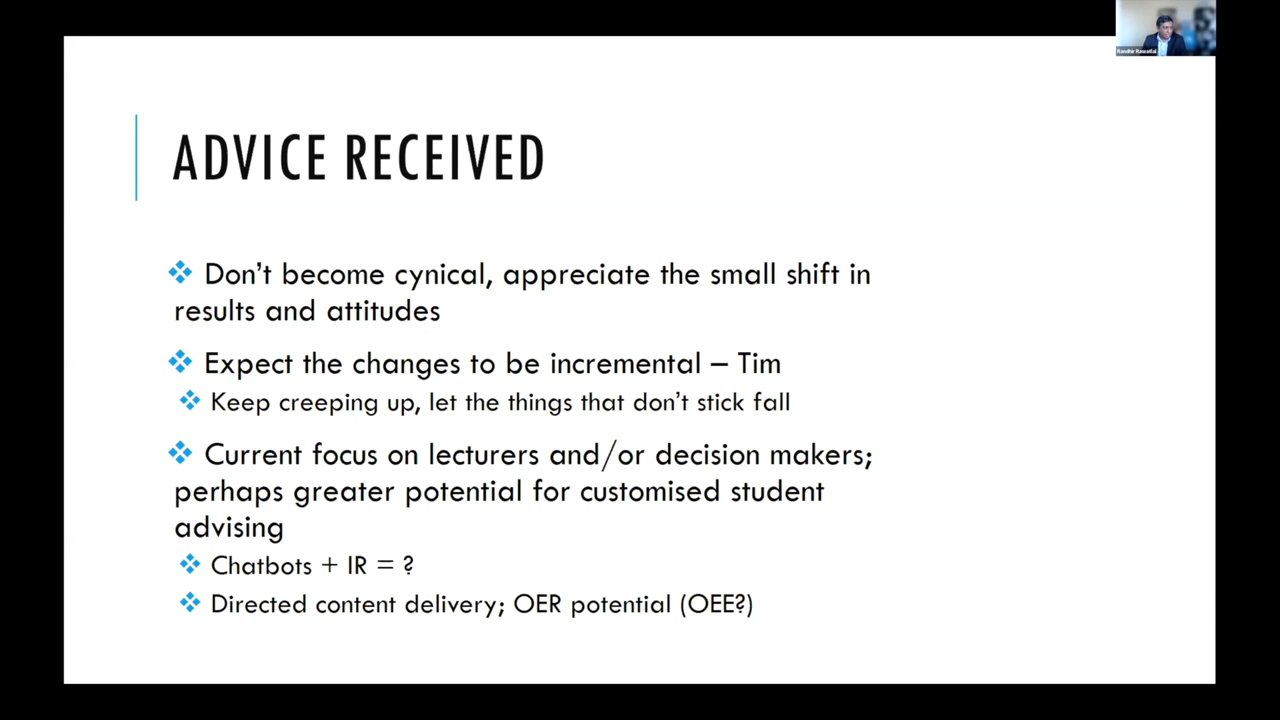 Randhir Rawatlal
ADVICE RECEIVED
Don't become cynical, appreciate the small shift in
results and attitudes
Expect the changes to be incremental – Tim
Keep creeping up, let the things that don't stick fall
Current focus on lecturers and/or decision makers;
perhaps greater potential for customised student
advising
Chatbots + IR = ?
Directed content delivery; OER potential (OEE?)